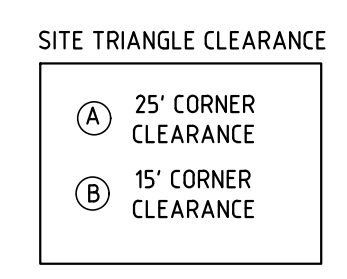 SITE TRIANGLE CLEARANCE
A 25' CORNER
CLEARANCE
B 15' CORNER
CLEARANCE